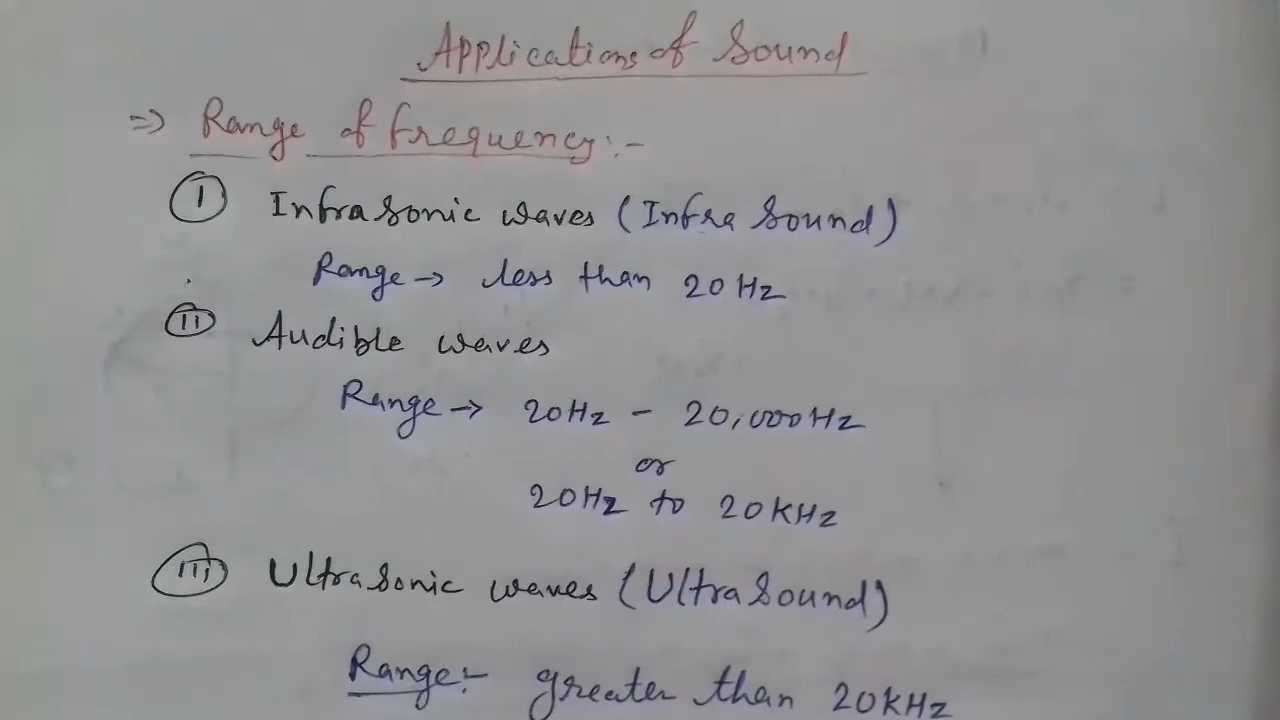 Applications of Sound
=> Range of frequency:-
(I) Infrasonic waves (Infra Sound)
Range → less than 20 Hz
(II) Audible waves
Range → 20Hz - 20,000Hz
or
20Hz to 20KHz
(III) Ultrasonic waves (Ultra Sound)
Range:- greater than 20KHz